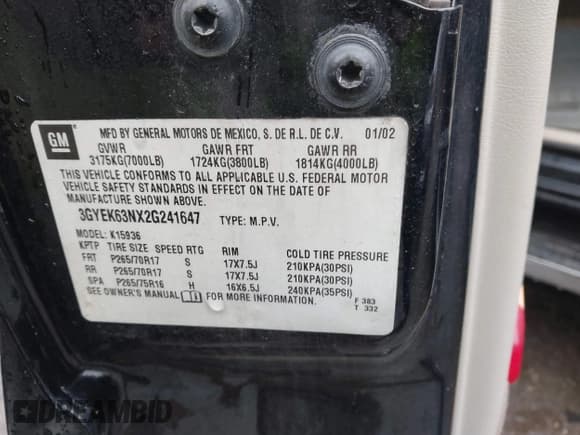 GM
MFD BY GENERAL MOTORS DE MEXICO, S. DE R.L. DE C.V. 01/02
GVWR GAWR FRT GAWR RR
3175KG(7000LB) 1724KG(3800LB) 1814KG(4000LB)
THIS VEHICLE CONFORMS TO ALL APPLICABLE U.S. FEDERAL MOTOR
VEHICLE SAFETY STANDARDS IN EFFECT ON THE DATE OF
MANUFACTURE SHOWN ABOVE.
3GYEK63NX2G241647 TYPE: M.P.V.
MODEL: K15936
KPTP TIRE SIZE SPEED RTG RIM COLD TIRE PRESSURE
FRT P265/70R17 S 17X7.5J 210KPA(30PSI)
RR P265/70R17 S 17X7.5J 210KPA(30PSI)
SPA P265/75R16 H 16X6.5J 240KPA(35PSI)
SEE OWNER'S MANUAL FOR MORE INFORMATION.
F 383
T 332
DREAMBID